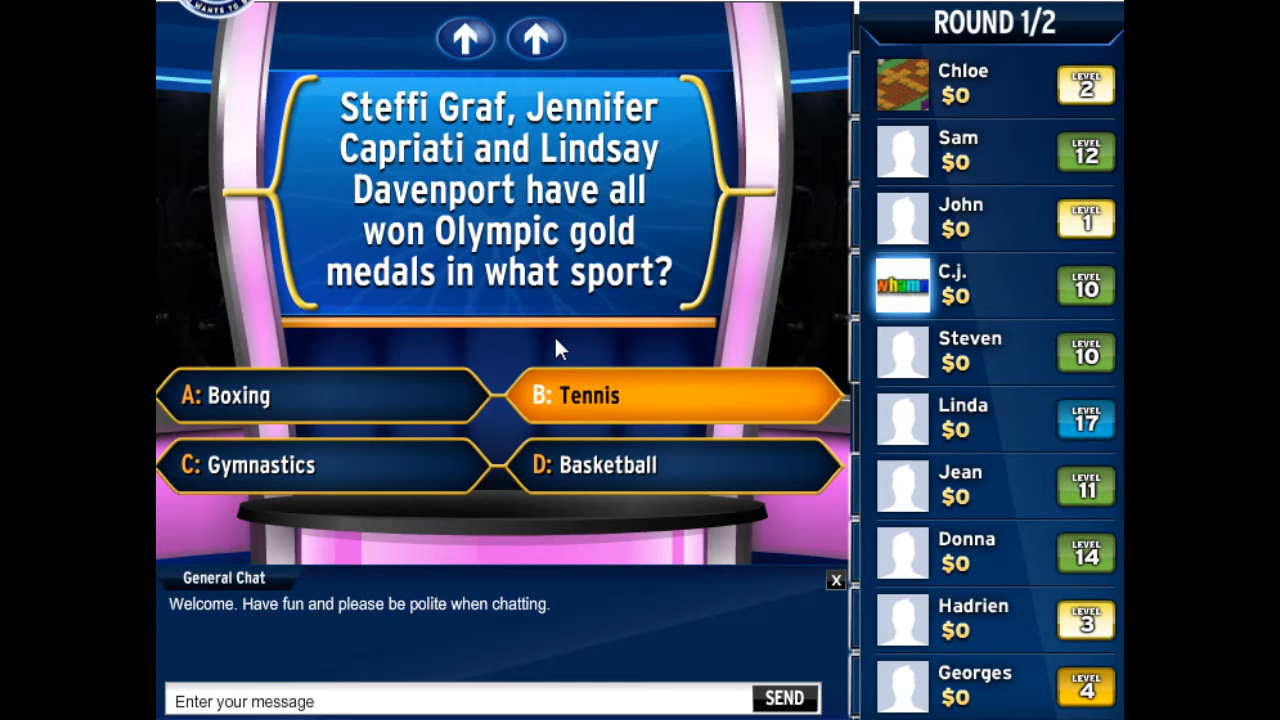 WANTS TO
ROUND 1/2
Steffi Graf, Jennifer
Capriati and Lindsay
Davenport have all
won Olympic gold
medals in what sport?
A: Boxing
B: Tennis
C: Gymnastics
D: Basketball
General Chat
X
Welcome. Have fun and please be polite when chatting.
Enter your message
SEND
Chloe
$0
LEVEL
2
Sam
$0
LEVEL
12
John
$0
LEVEL
1
wham
C.j.
$0
LEVEL
10
Steven
$0
LEVEL
10
Linda
$0
LEVEL
17
Jean
$0
LEVEL
11
Donna
$0
LEVEL
14
Hadrien
$0
LEVEL
3
Georges
$0
LEVEL
4